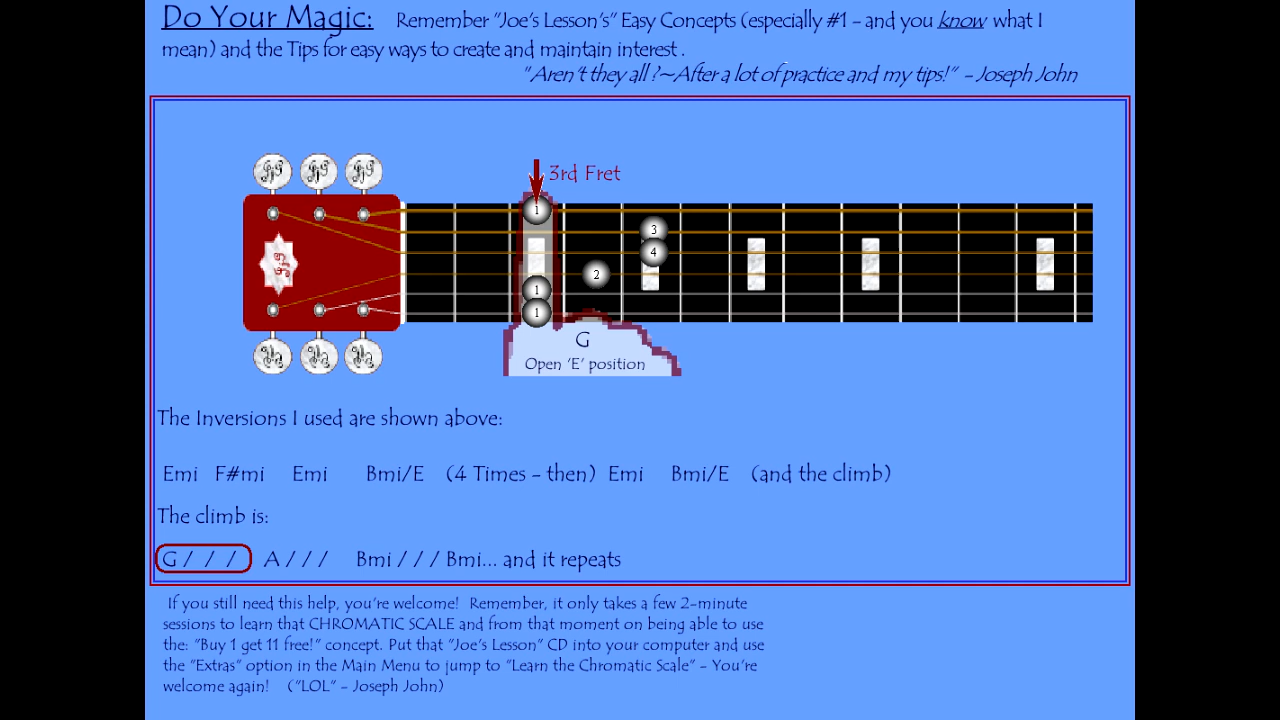 Do Your Magic: Remember "Joe's Lesson's" Easy Concepts (especially #1 - and you know what I
mean) and the Tips for easy ways to create and maintain interest .
"Aren't they all ?~After a lot of practice and my tips!" - Joseph John
3rd Fret
1
3
4
2
1
1
G
Open 'E' position
The Inversions I used are shown above:
Emi F#mi Emi Bmi/E (4 Times - then) Emi Bmi/E (and the climb)
The climb is:
G / / / A / / / Bmi / / / Bmi... and it repeats
If you still need this help, you're welcome! Remember, it only takes a few 2-minute
sessions to learn that CHROMATIC SCALE and from that moment on being able to use
the: "Buy 1 get 11 free!" concept. Put that "Joe's Lesson" CD into your computer and use
the "Extras" option in the Main Menu to jump to "Learn the Chromatic Scale" - You're
welcome again! ("LOL" - Joseph John)